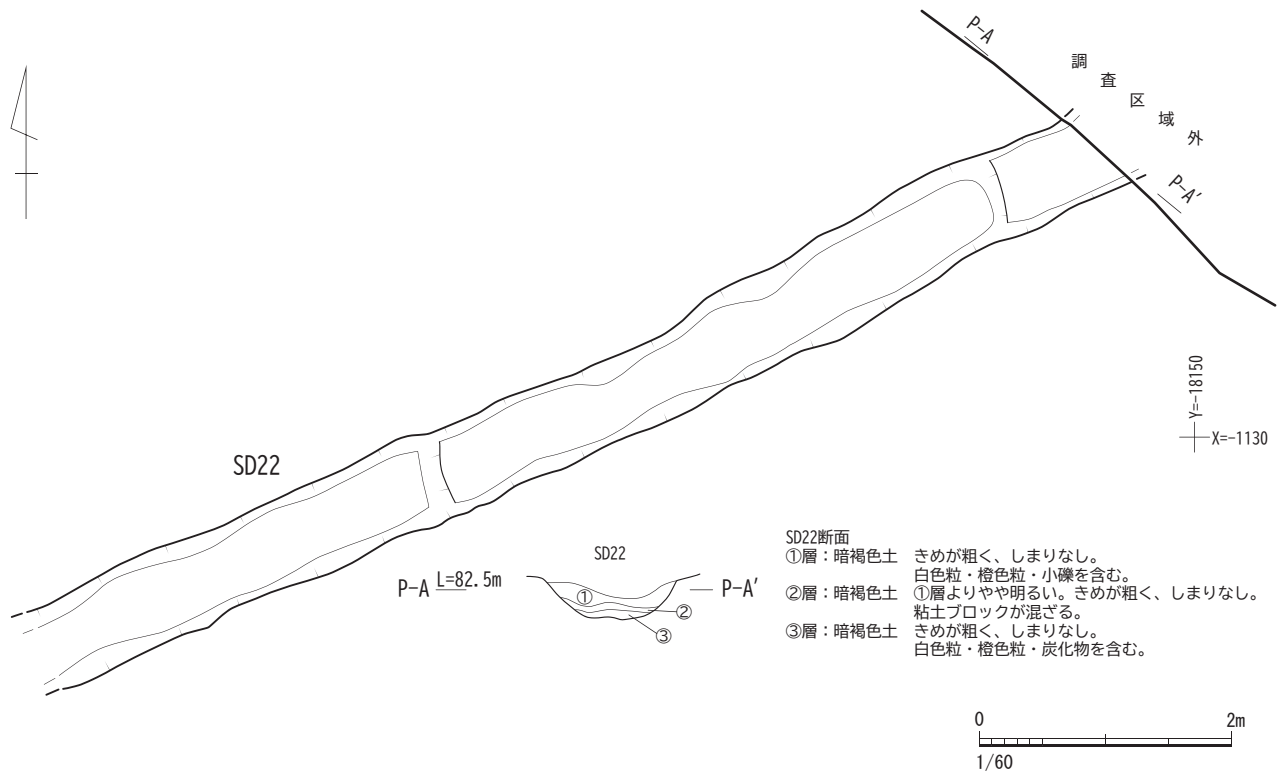 P-A
調査区域外
P-A′
Y=-18150
X=-1130
SD22
SD22
P-A L=82.5m
P-A′
①
②
③
SD22断面
①層：暗褐色土 きめが粗く、しまりなし。
白色粒・橙色粒・小礫を含む。
②層：暗褐色土 ①層よりやや明るい。きめが粗く、しまりなし。
粘土ブロックが混ざる。
③層：暗褐色土 きめが粗く、しまりなし。
白色粒・橙色粒・炭化物を含む。
0 2m
1/60